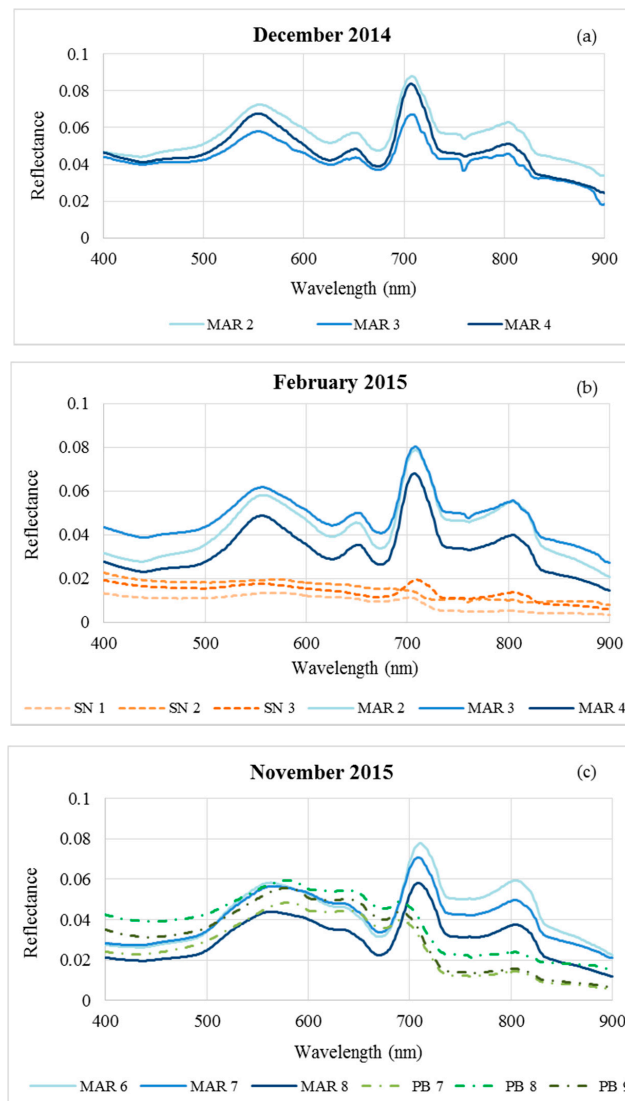 December 2014
(a)
0.1
0.08
0.06
0.04
0.02
0
Reflectance
400 500 600 700 800 900
Wavelength (nm)
MAR 2 MAR 3 MAR 4
February 2015
(b)
0.1
0.08
0.06
0.04
0.02
0
Reflectance
400 500 600 700 800 900
Wavelength (nm)
SN 1 SN 2 SN 3 MAR 2 MAR 3 MAR 4
November 2015
(c)
0.1
0.08
0.06
0.04
0.02
0
Reflectance
400 500 600 700 800 900
Wavelength (nm)
MAR 6 MAR 7 MAR 8 PB 7 PB 8 PB 9